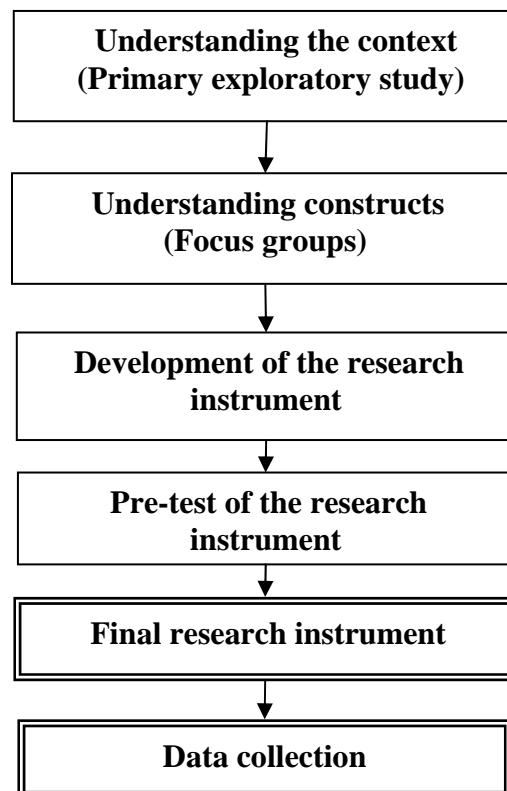 Understanding the context
(Primary exploratory study)
Understanding constructs
(Focus groups)
Development of the research
instrument
Pre-test of the research
instrument
Final research instrument
Data collection